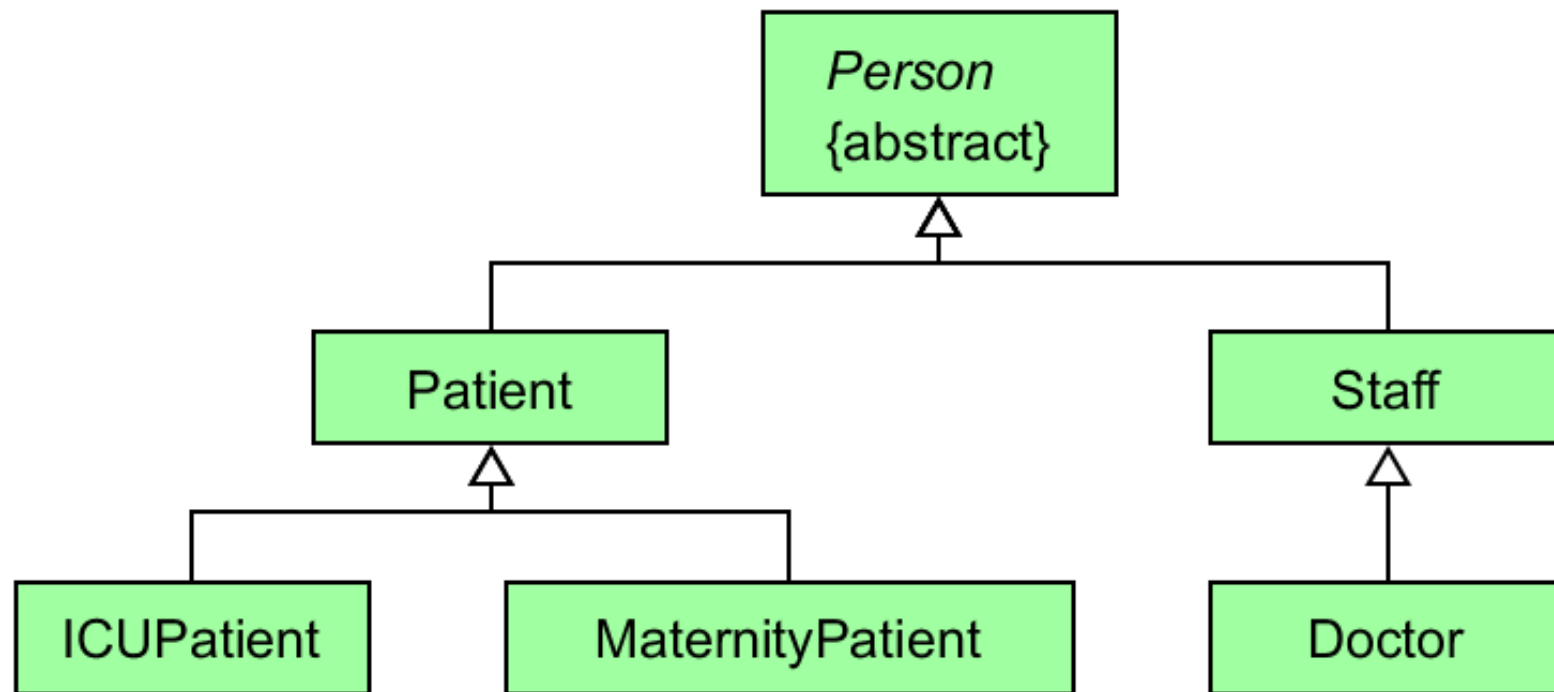 Person
{abstract}
Patient
Staff
ICUPatient
MaternityPatient
Doctor